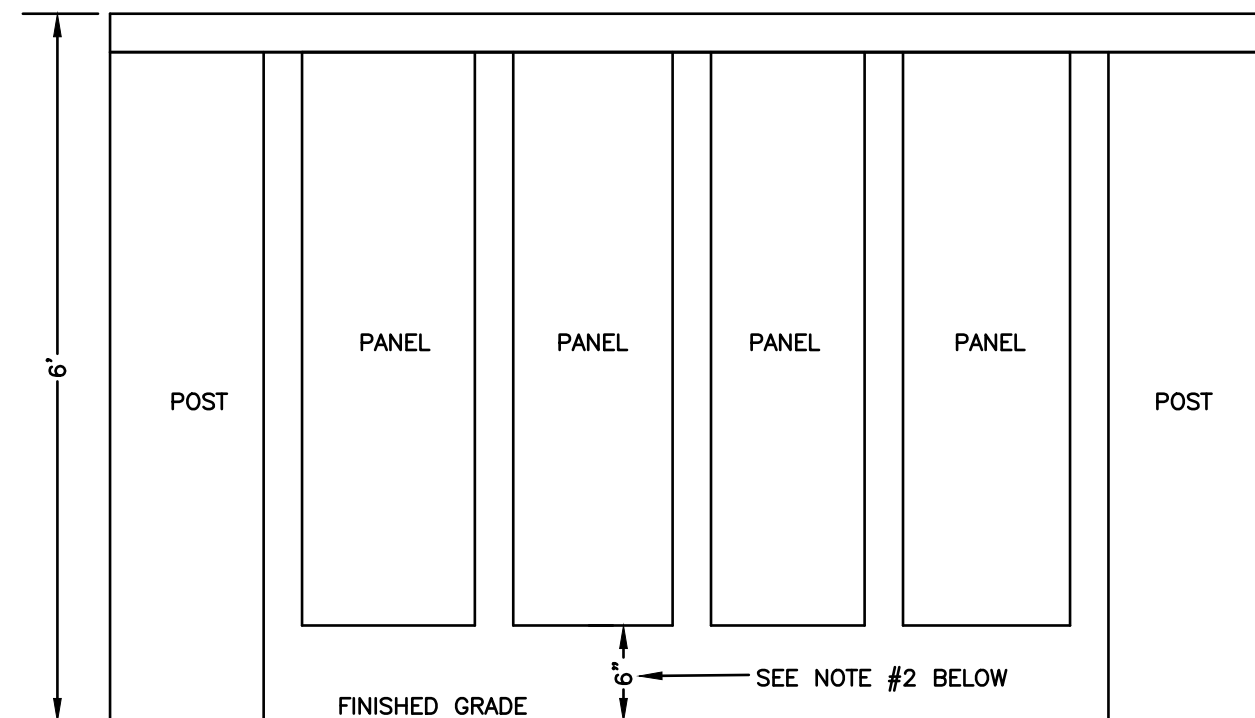 PANEL PANEL PANEL PANEL
6'
POST POST
6"
SEE NOTE #2 BELOW
FINISHED GRADE